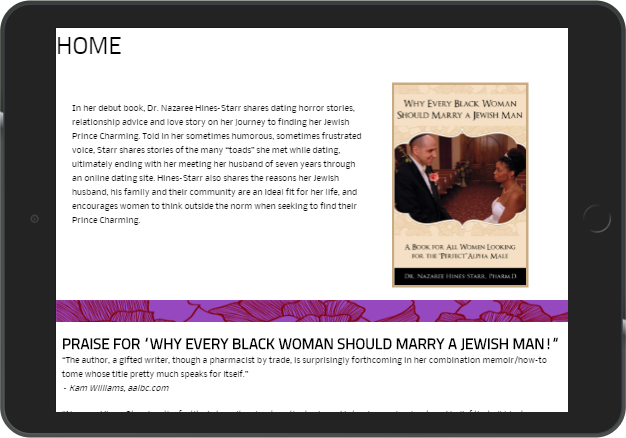 HOME
In her debut book, Dr. Nazaree Hines-Starr shares dating horror stories,
relationship advice and love story on her journey to finding her Jewish
Prince Charming. Told in her sometimes humorous, sometimes frustrated
voice, Starr shares stories of the many "toads" she met while dating,
ultimately ending with her meeting her husband of seven years through
an online dating site. Hines-Starr also shares the reasons her Jewish
husband, his family and their community are an ideal fit for her life, and
encourages women to think outside the norm when seeking to find their
Prince Charming.
WHY EVERY BLACK WOMAN
SHOULD MARRY A JEWISH MAN
A BOOK FOR ALL WOMEN LOOKING
FOR THE "PERFECT" ALPHA MALE
DR. NAZAREE HINES-STARR, PHARM.D.
PRAISE FOR ‘WHY EVERY BLACK WOMAN SHOULD MARRY A JEWISH MAN!”
“The author, a gifted writer, though a pharmacist by trade, is surprisingly forthcoming in her combination memoir/how-to
tome whose title pretty much speaks for itself.”
- Kam Williams, aalbc.com